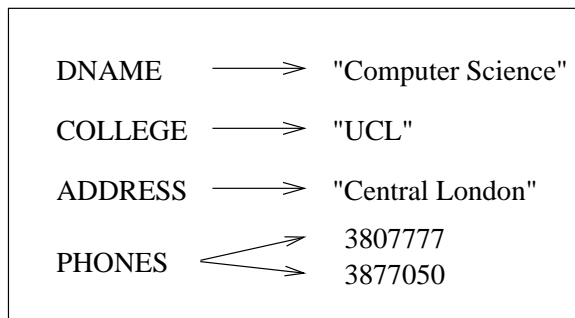 DNAME "Computer Science"
COLLEGE "UCL"
ADDRESS "Central London"
PHONES 3807777
3877050